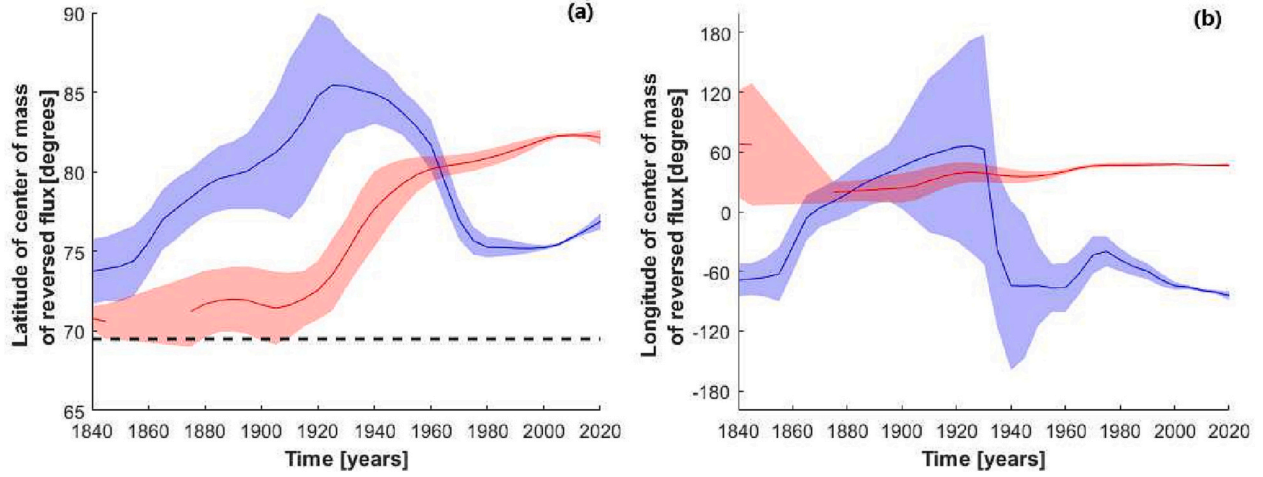 (a)
90
85
80
75
70
65
1840 1860 1880 1900 1920 1940 1960 1980 2000 2020
Time [years]
Latitude of center of mass
of reversed flux [degrees]
(b)
180
120
60
0
-60
-120
-180
1840 1860 1880 1900 1920 1940 1960 1980 2000 2020
Time [years]
Longitude of center of mass
of reversed flux [degrees]